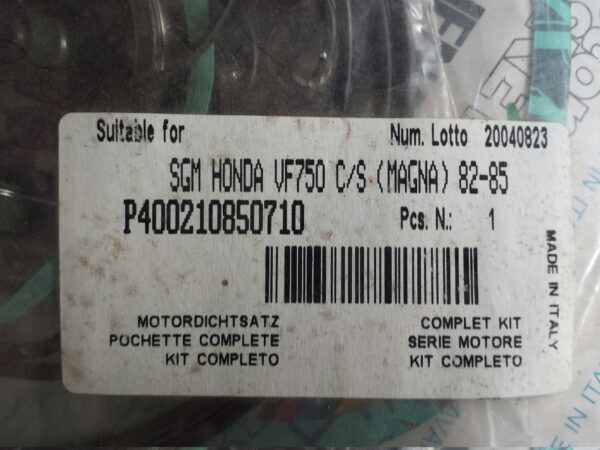 Suitable for Num. Lotto 20040823
SGM HONDA VF750 C/S (MAGNA) 82-85
P400210850710 Pcs. N.: 1
MADE IN ITALY
MOTORDICHTSATZ COMPLET KIT
POCHETTE COMPLETE SERIE MOTORE
KIT COMPLETO KIT COMPLETO